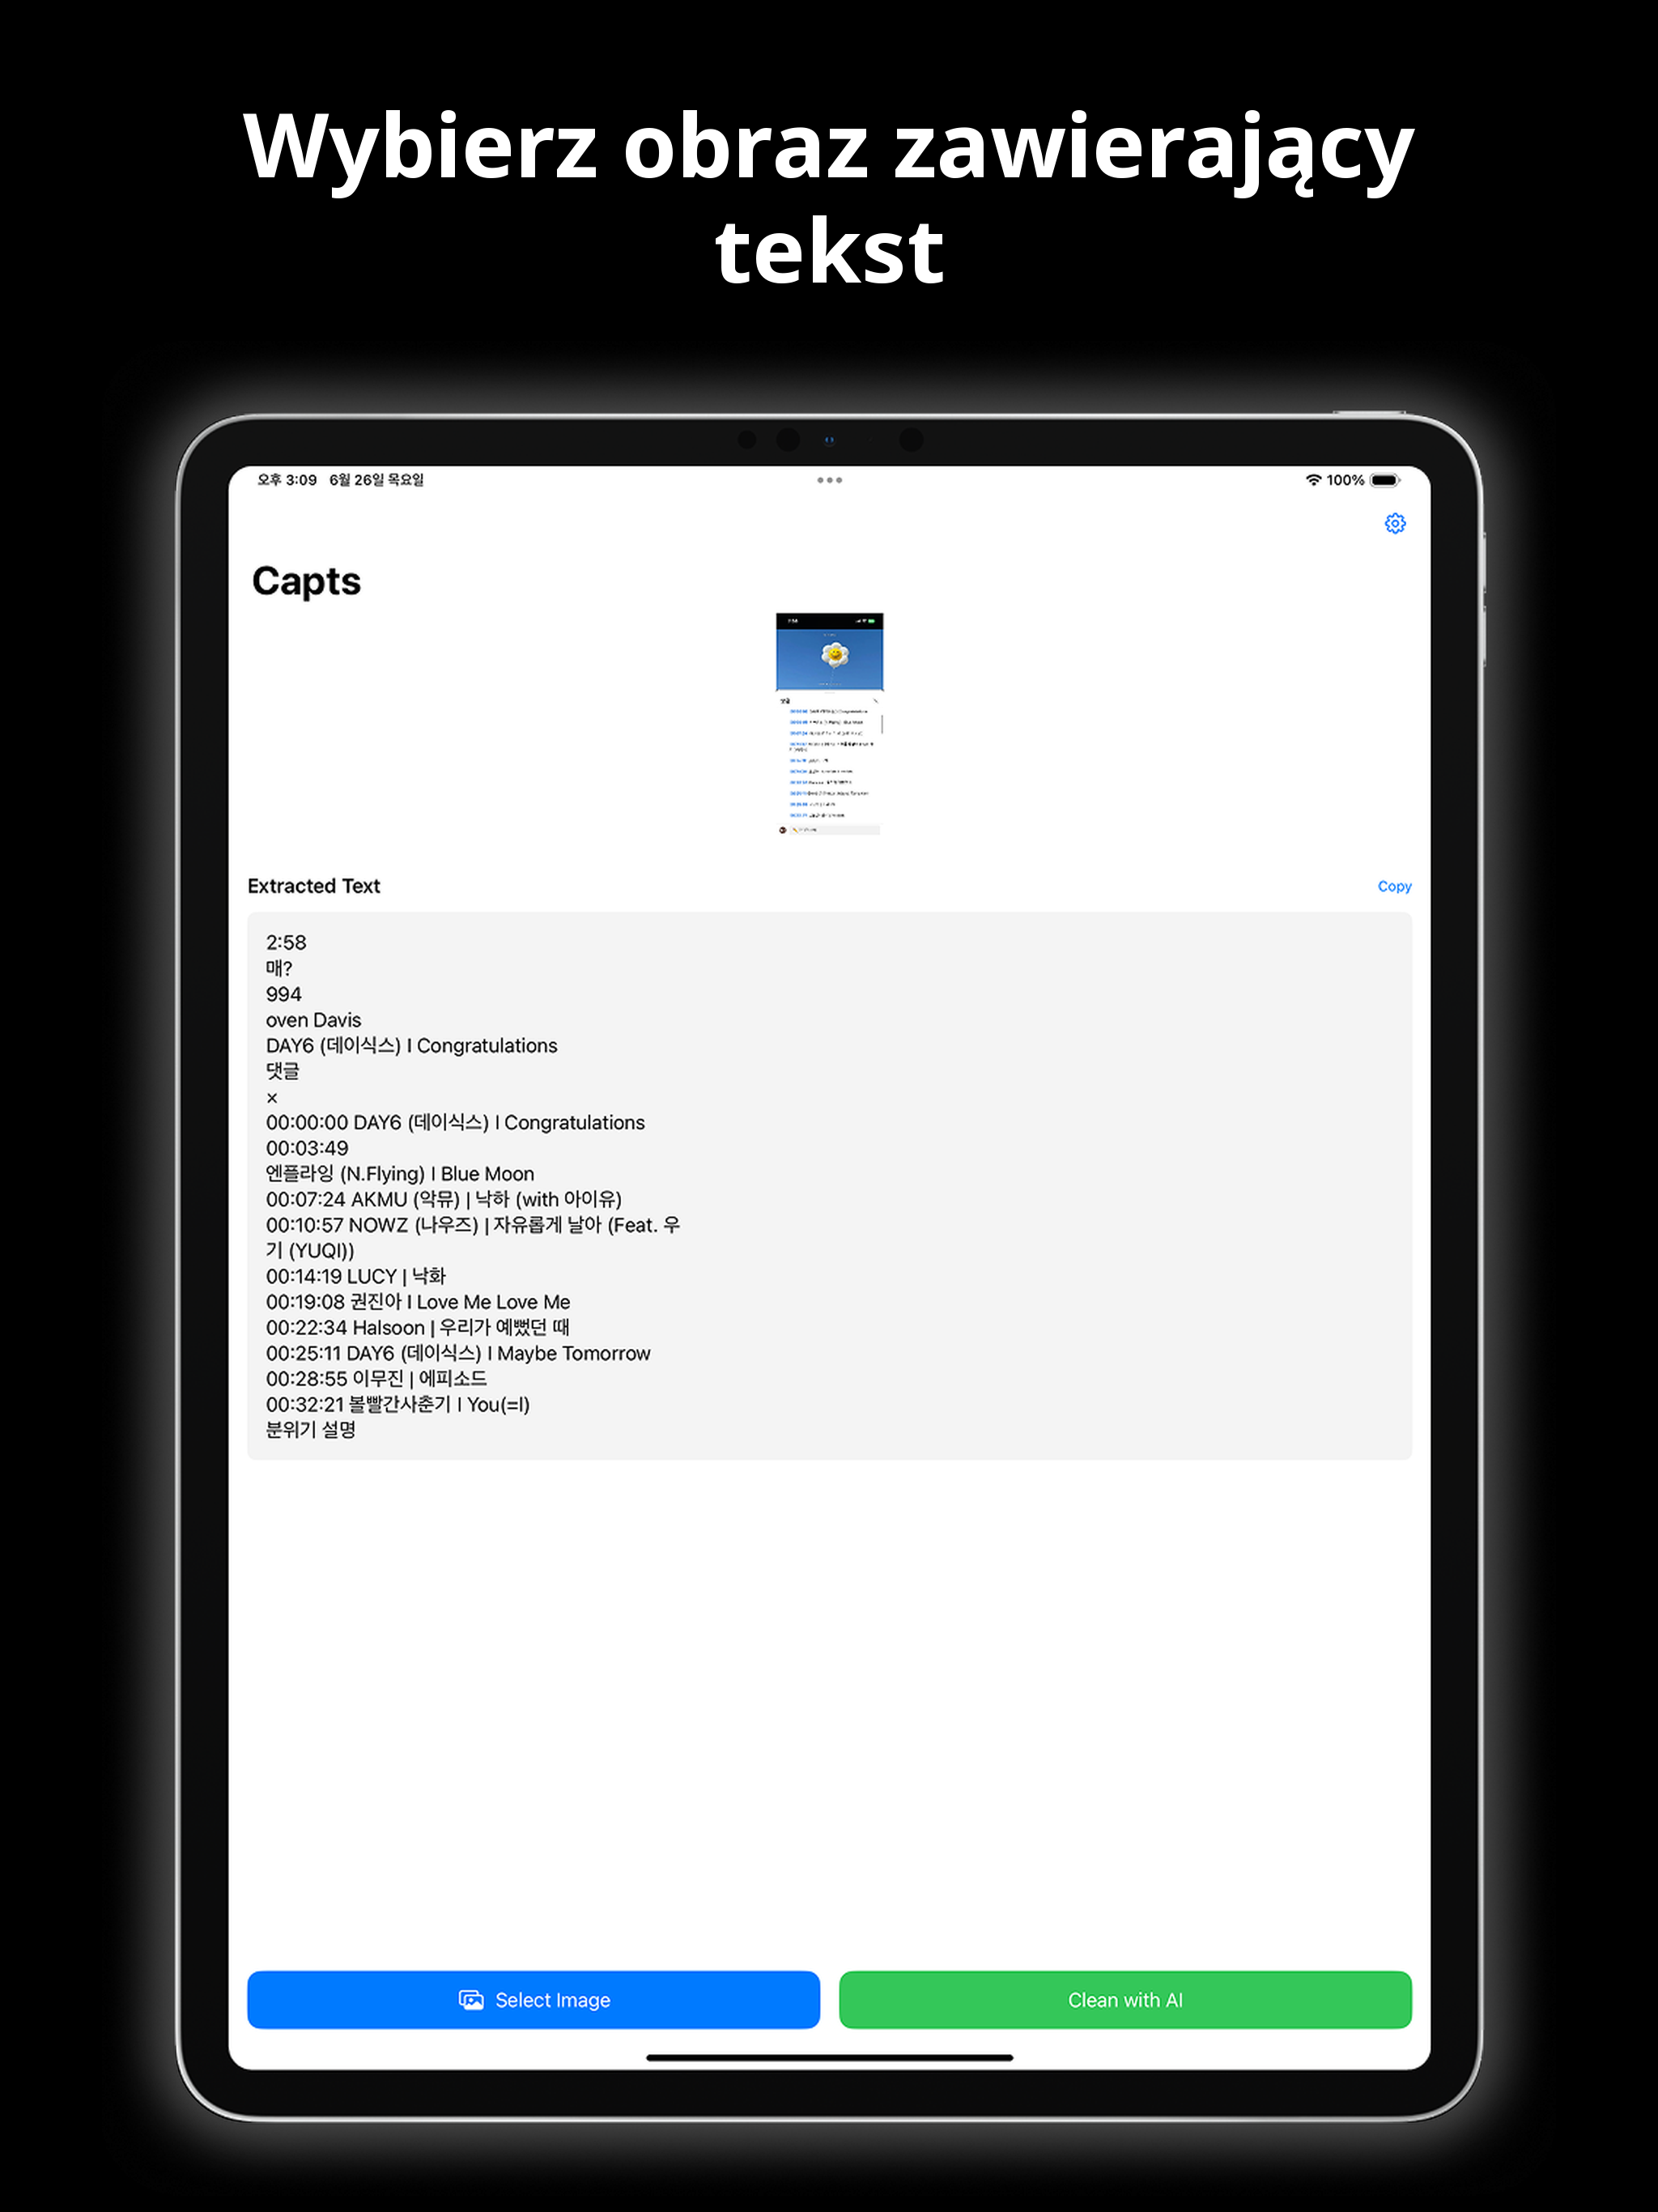 Wybierz obraz zawierający
tekst
오후 3:09 6월 26일 목요일
100%
Capts
Extracted Text
Copy
2:58
매?
994
oven Davis
DAY6 (데이식스) I Congratulations
댓글
×
00:00:00 DAY6 (데이식스) I Congratulations
00:03:49
엔플라잉 (N.Flying) I Blue Moon
00:07:24 AKMU (악뮤) | 낙하 (with 아이유)
00:10:57 NOWZ (나우즈) | 자유롭게 날아 (Feat. 우
기 (YUQI))
00:14:19 LUCY | 낙화
00:19:08 권진아 I Love Me Love Me
00:22:34 Halsoon | 우리가 예뻤던 때
00:25:11 DAY6 (데이식스) I Maybe Tomorrow
00:28:55 이무진 | 에피소드
00:32:21 볼빨간사춘기 I You(=I)
분위기 설명
Select Image
Clean with AI